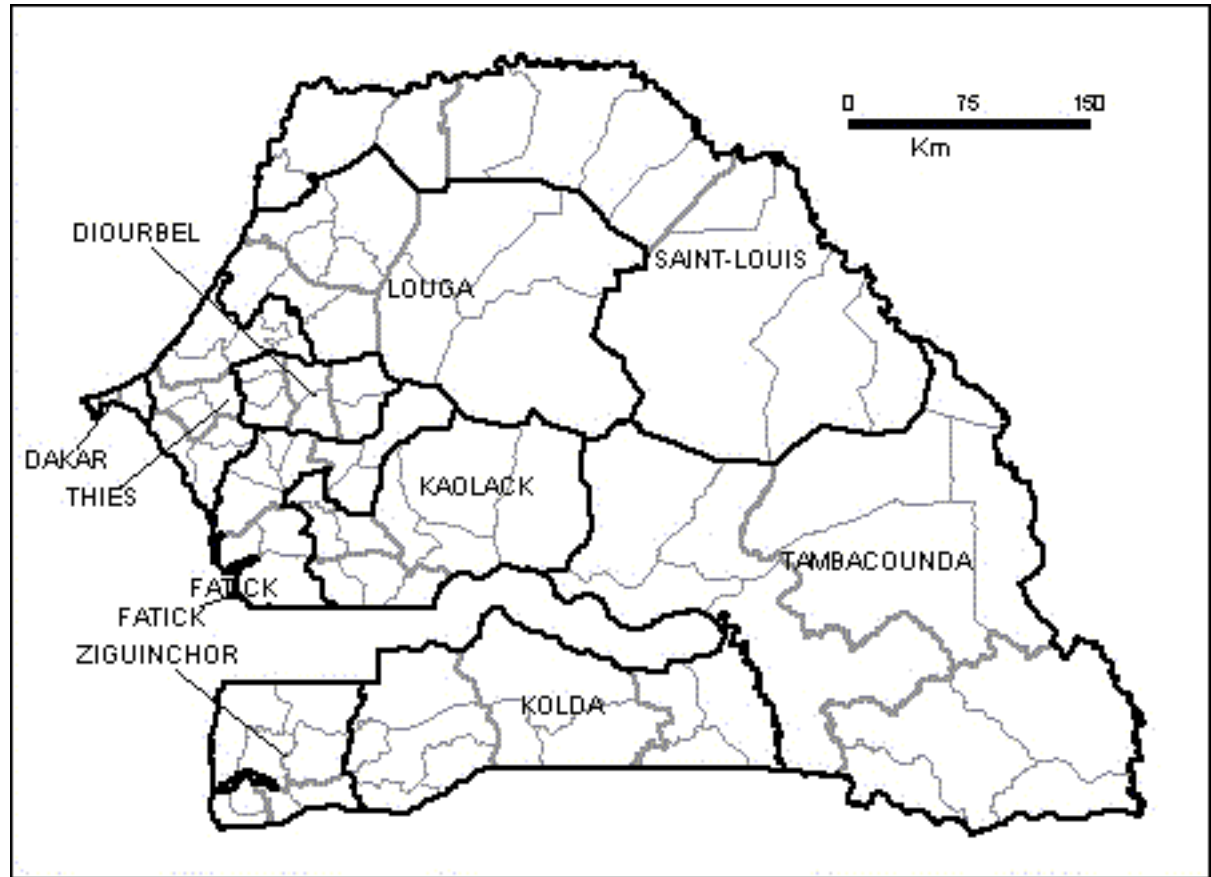 0 75 150
Km
DIOURBEL
SAINT-LOUIS
LOUGA
DAKAR
THIES
KAOLACK
TAMBACOUNDA
FATICK
FATICK
ZIGUINCHOR
KOLDA